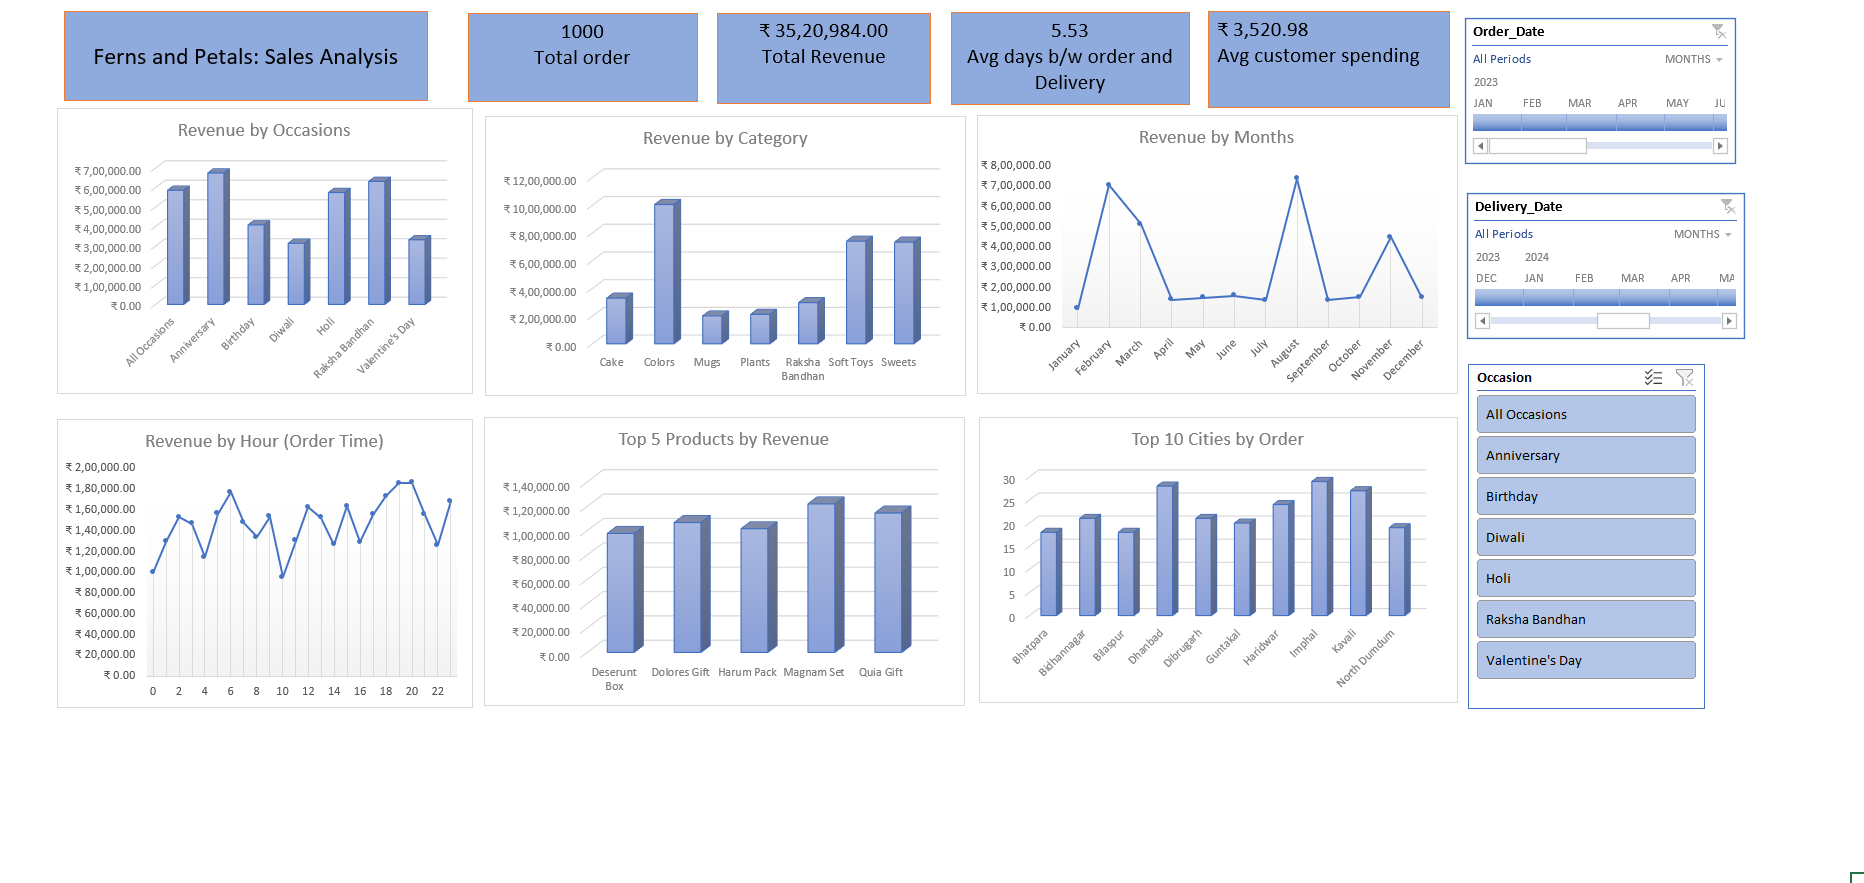 Ferns and Petals: Sales Analysis
1000
Total order
₹ 35,20,984.00
Total Revenue
5.53
Avg days b/w order and
Delivery
₹ 3,520.98
Avg customer spending
Order_Date
All Periods
MONTHS
2023
JAN FEB MAR APR MAY JU
Delivery_Date
All Periods
MONTHS
2023 2024
DEC JAN FEB MAR APR MA
Occasion
All Occasions
Anniversary
Birthday
Diwali
Holi
Raksha Bandhan
Valentine's Day
Revenue by Occasions
₹ 7,00,000.00
₹ 6,00,000.00
₹ 5,00,000.00
₹ 4,00,000.00
₹ 3,00,000.00
₹ 2,00,000.00
₹ 1,00,000.00
₹ 0.00
All Occasions
Anniversary
Birthday
Diwali
Holi
Raksha Bandhan
Valentine's Day
Revenue by Category
₹ 12,00,000.00
₹ 10,00,000.00
₹ 8,00,000.00
₹ 6,00,000.00
₹ 4,00,000.00
₹ 2,00,000.00
₹ 0.00
Cake Colors Mugs Plants Raksha Soft Toys Sweets
Bandhan
Revenue by Months
₹ 8,00,000.00
₹ 7,00,000.00
₹ 6,00,000.00
₹ 5,00,000.00
₹ 4,00,000.00
₹ 3,00,000.00
₹ 2,00,000.00
₹ 1,00,000.00
₹ 0.00
January
February
March
April
May
June
July
August
September
October
November
December
Revenue by Hour (Order Time)
₹ 2,00,000.00
₹ 1,80,000.00
₹ 1,60,000.00
₹ 1,40,000.00
₹ 1,20,000.00
₹ 1,00,000.00
₹ 80,000.00
₹ 60,000.00
₹ 40,000.00
₹ 20,000.00
₹ 0.00
0 2 4 6 8 10 12 14 16 18 20 22
Top 5 Products by Revenue
₹ 1,40,000.00
₹ 1,20,000.00
₹ 1,00,000.00
₹ 80,000.00
₹ 60,000.00
₹ 40,000.00
₹ 20,000.00
₹ 0.00
Deserunt Dolores Gift Harum Pack Magnam Set Quia Gift
Box
Top 10 Cities by Order
30
25
20
15
10
5
0
Bhatpara
Bidhannagar
Bilaspur
Dhanbad
Dibrugarh
Guntakal
Haridwar
Imphal
Kavali
North Dumdum